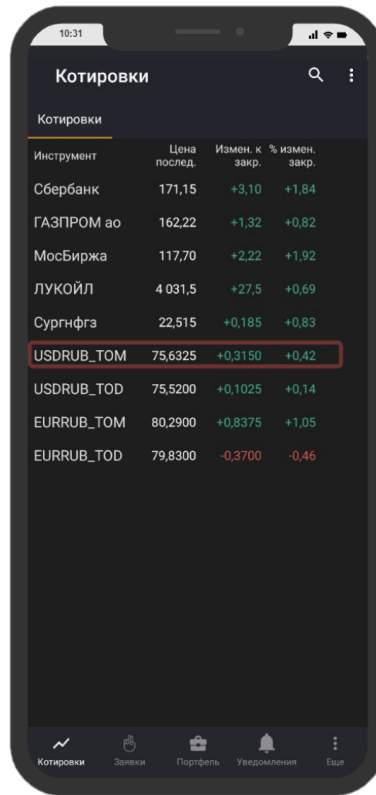 10:31
Котировки
Котировки
Инструмент Цена послед. Измен. к закр. % измен. закр.
Сбербанк 171,15 +3,10 +1,84
ГАЗПРОМ ао 162,22 +1,32 +0,82
МосБиржа 117,70 +2,22 +1,92
ЛУКОЙЛ 4 031,5 +27,5 +0,69
Сургнфгз 22,515 +0,185 +0,83
USDRUB_TOM 75,6325 +0,3150 +0,42
USDRUB_TOD 75,5200 +0,1025 +0,14
EURRUB_TOM 80,2900 +0,8375 +1,05
EURRUB_TOD 79,8300 -0,3700 -0,46
Котировки Заявки Портфель Уведомления Еще